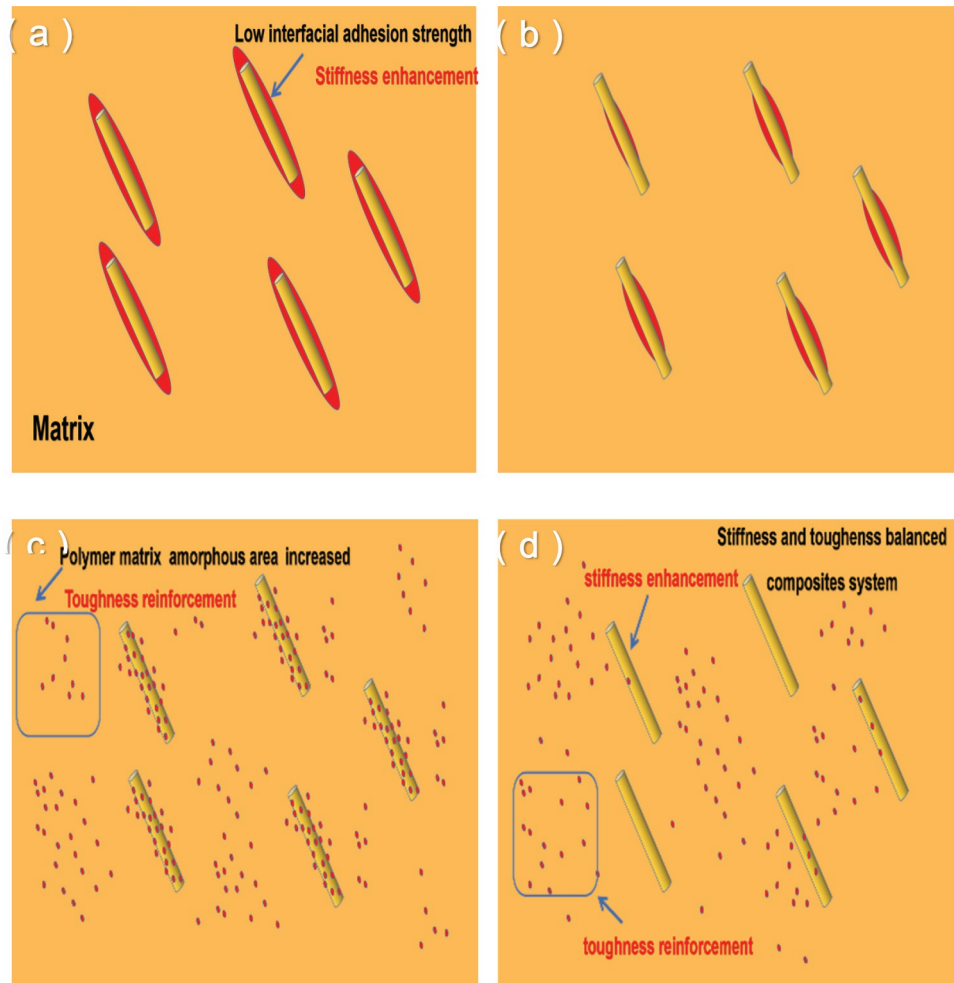 ( a )
Low interfacial adhesion strength
Stiffness enhancement
Matrix
( b )
( c )
Polymer matrix amorphous area increased
Toughness reinforcement
( d )
Stiffness and toughenss balanced
composites system
stiffness enhancement
toughness reinforcement